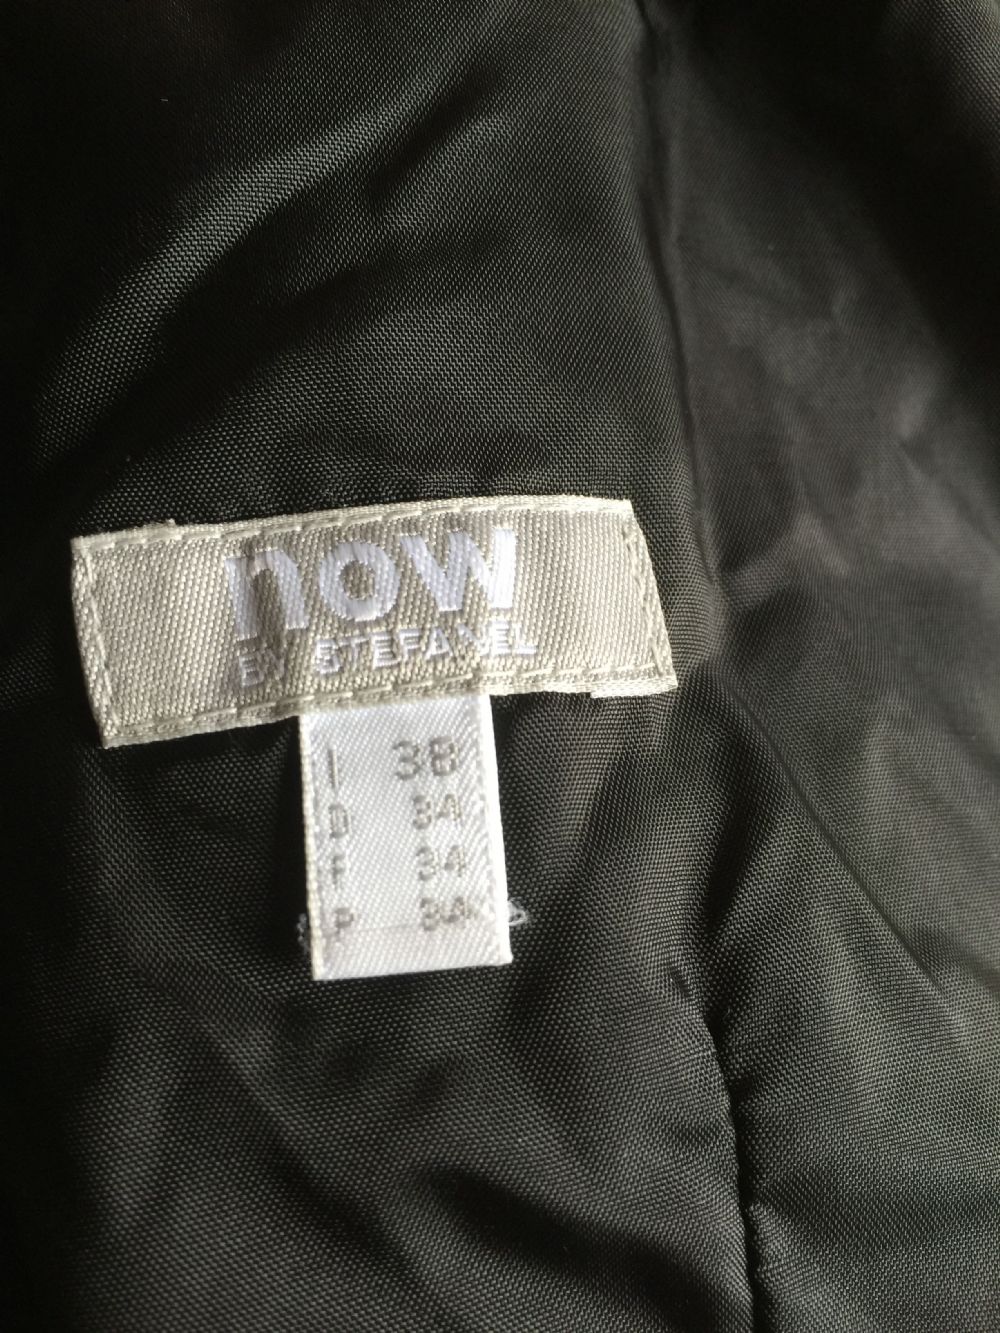 now
BY STEFANEL
I 38
D 34
F 34
P 34